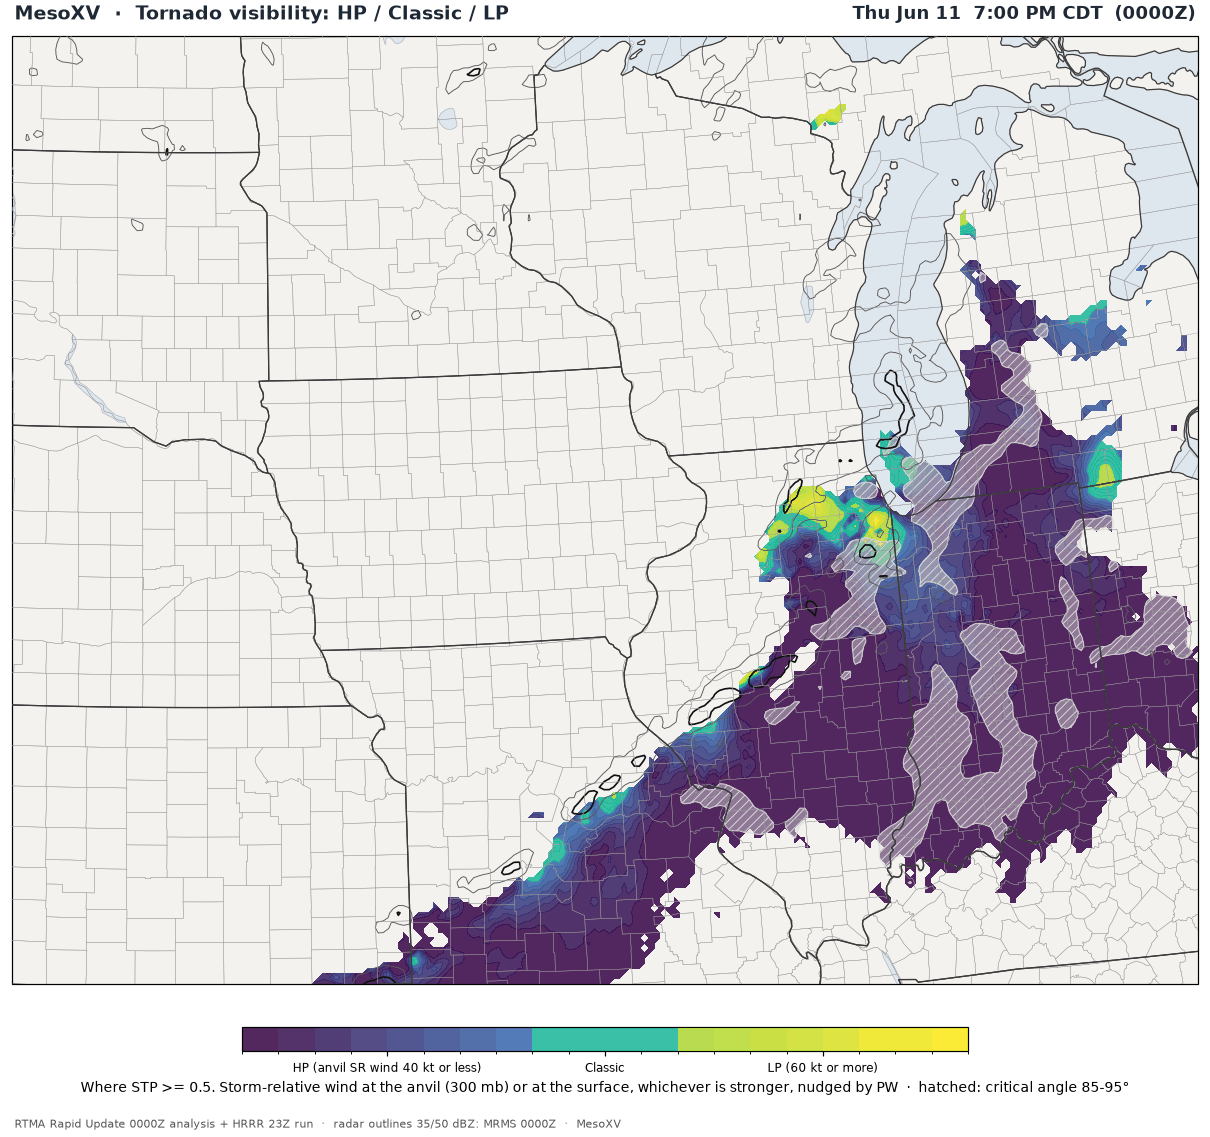 MesoXV · Tornado visibility: HP / Classic / LP
Thu Jun 11 7:00 PM CDT (0000Z)
HP (anvil SR wind 40 kt or less)
Classic
LP (60 kt or more)
Where STP >= 0.5. Storm-relative wind at the anvil (300 mb) or at the surface, whichever is stronger, nudged by PW · hatched: critical angle 85-95°
RTMA Rapid Update 0000Z analysis + HRRR 23Z run · radar outlines 35/50 dBZ: MRMS 0000Z · MesoXV